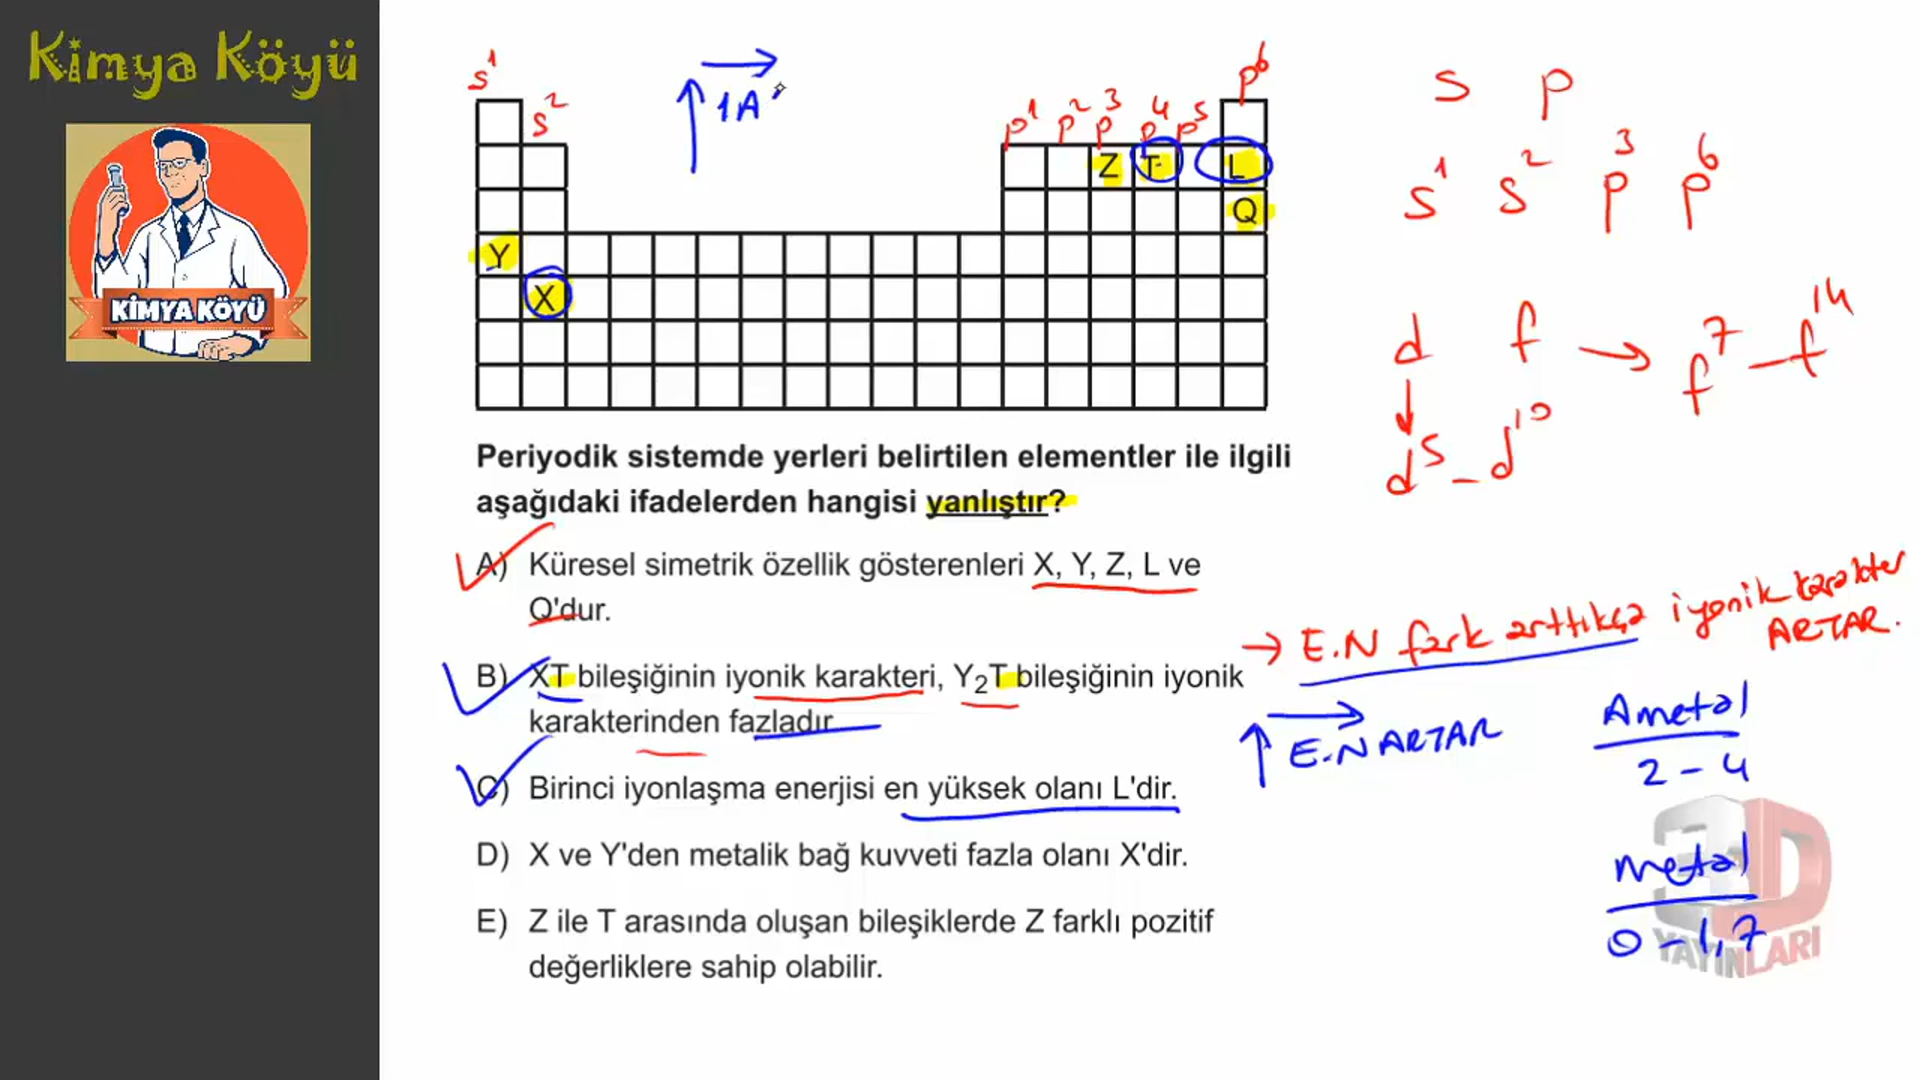 Kimya Köyü
KİMYA KÖYÜ
s¹
s²
1A
p¹ p² p³ p⁴ p⁵ p⁶
Z T L
Q
Y
X
s p
s¹ s² p³ p⁶
d f → f⁷ - f¹⁴
d⁵ - d¹⁰
Periyodik sistemde yerleri belirtilen elementler ile ilgili
aşağıdaki ifadelerden hangisi yanlıştır?
A) Küresel simetrik özellik gösterenleri X, Y, Z, L ve
Q'dur.
B) XT bileşiğinin iyonik karakteri, Y₂T bileşiğinin iyonik
karakterinden fazladır
C) Birinci iyonlaşma enerjisi en yüksek olanı L'dir.
D) X ve Y'den metalik bağ kuvveti fazla olanı X'dir.
E) Z ile T arasında oluşan bileşiklerde Z farklı pozitif
değerliklere sahip olabilir.
→ E.N fark arttıkça iyonik karakter
ARTAR.
E.N ARTAR
Ametal
2 - 4
metal
0 - 1,7
3D
YAYINLARI